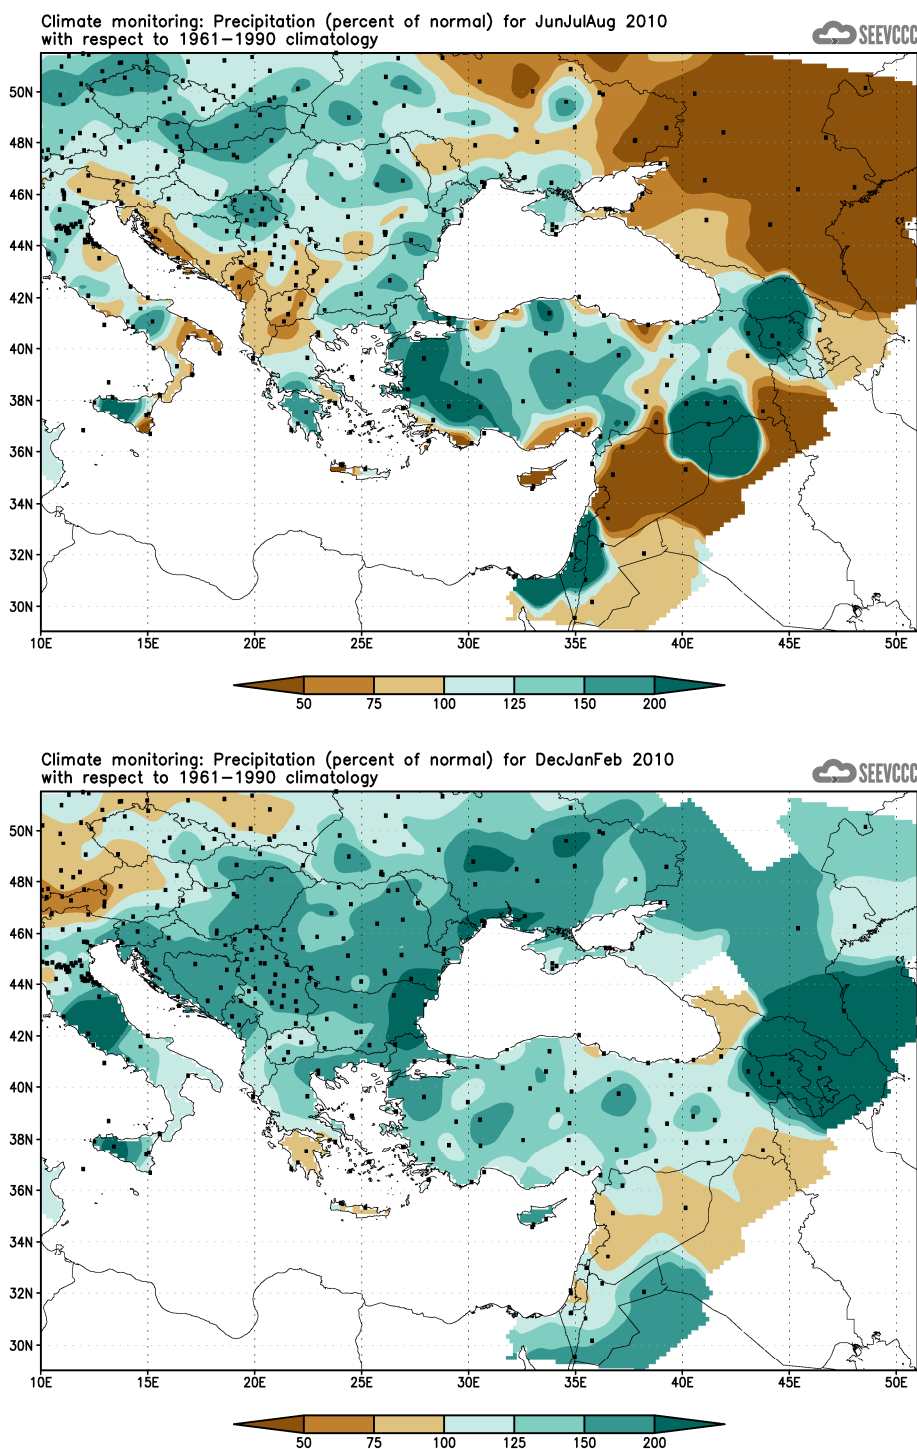 Climate monitoring: Precipitation (percent of normal) for JunJulAug 2010
with respect to 1961–1990 climatology
SEEVCCC
50N
48N
46N
44N
42N
40N
38N
36N
34N
32N
30N
10E 15E 20E 25E 30E 35E 40E 45E 50E
50 75 100 125 150 200
Climate monitoring: Precipitation (percent of normal) for DecJanFeb 2010
with respect to 1961–1990 climatology
SEEVCCC
50N
48N
46N
44N
42N
40N
38N
36N
34N
32N
30N
10E 15E 20E 25E 30E 35E 40E 45E 50E
50 75 100 125 150 200